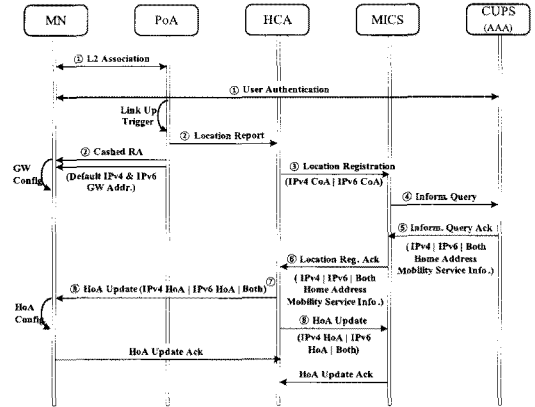 MN
PoA
HCA
MICS
CUPS
(AAA)
① L2 Association
① User Authentication
Link Up
Trigger
② Location Report
② Cashed RA
(Default IPv4 & IPv6
GW Addr.)
GW
Config
③ Location Registration
(IPv4 CoA | IPv6 CoA)
④ Inform. Query
⑤ Inform. Query Ack
( IPv4 | IPv6 | Both
Home Address
Mobility Service Info .)
⑥ Location Reg. Ack
( IPv4 | IPv6 | Both
Home Address
Mobility Service Info .)
⑦
⑧ HoA Update (IPv4 HoA | IPv6 HoA | Both)
HoA
Config.
⑧ HoA Update
(IPv4 HoA | IPv6
HoA | Both)
HoA Update Ack
HoA Update Ack